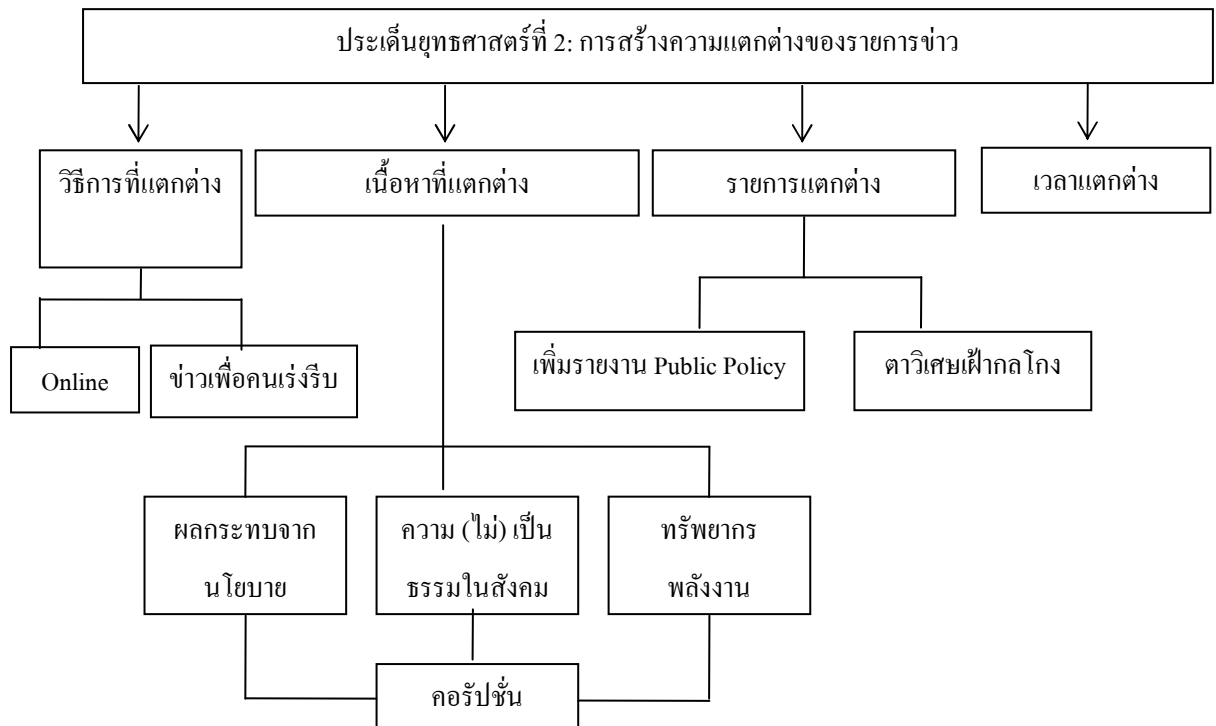 ประเด็นยุทธศาสตร์ที่ 2: การสร้างความแตกต่างของรายการข่าว
วิธีการที่แตกต่าง
เนื้อหาที่แตกต่าง
รายการแตกต่าง
เวลาแตกต่าง
Online
ข่าวเพื่อคนเร่งรีบ
เพิ่มรายงาน Public Policy
ตาวิเศษเฝ้ากลโกง
ผลกระทบจาก
นโยบาย
ความ (ไม่) เป็น
ธรรมในสังคม
ทรัพยากร
พลังงาน
คอรัปชั่น